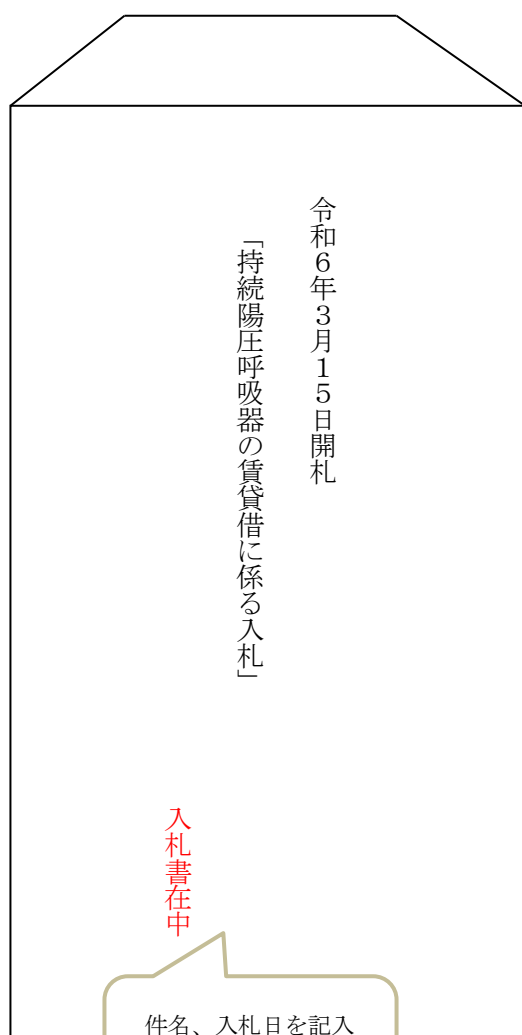 令和６年３月１５日開札
「持続陽圧呼吸器の賃貸借に係る入札」
入札書在中
件名、入札日を記入